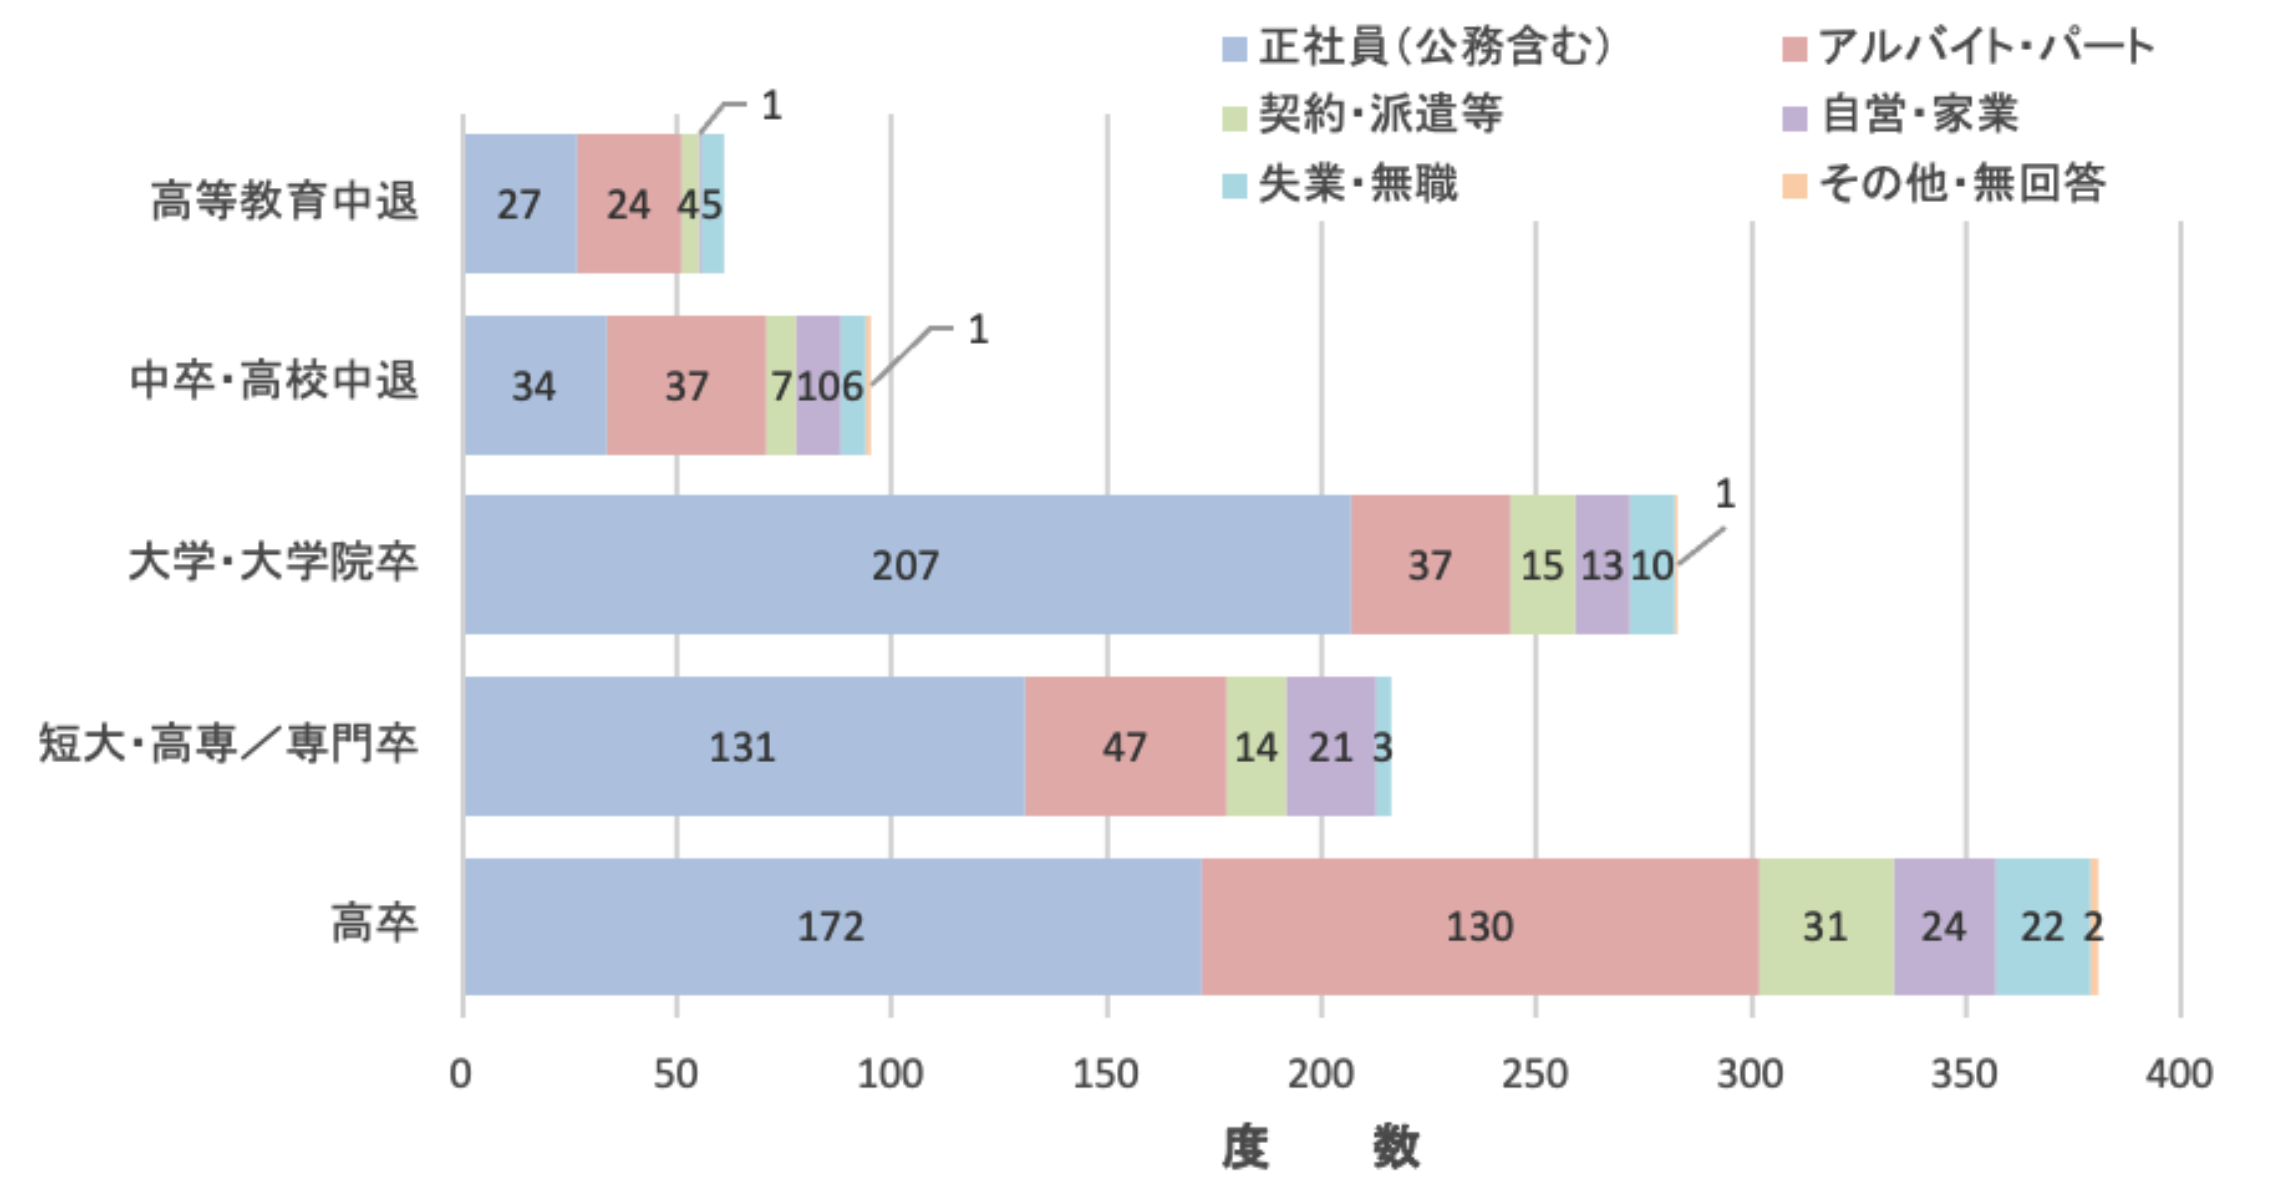 正社員（公務含む） アルバイト・パート
契約・派遣等 自営・家業
失業・無職 その他・無回答
1
高等教育中退 27 24 4 5
1
中卒・高校中退 34 37 7 10 6
1
大学・大学院卒 207 37 15 13 10
短大・高専／専門卒 131 47 14 21 3
高卒 172 130 31 24 22 2
0 50 100 150 200 250 300 350 400
度 数